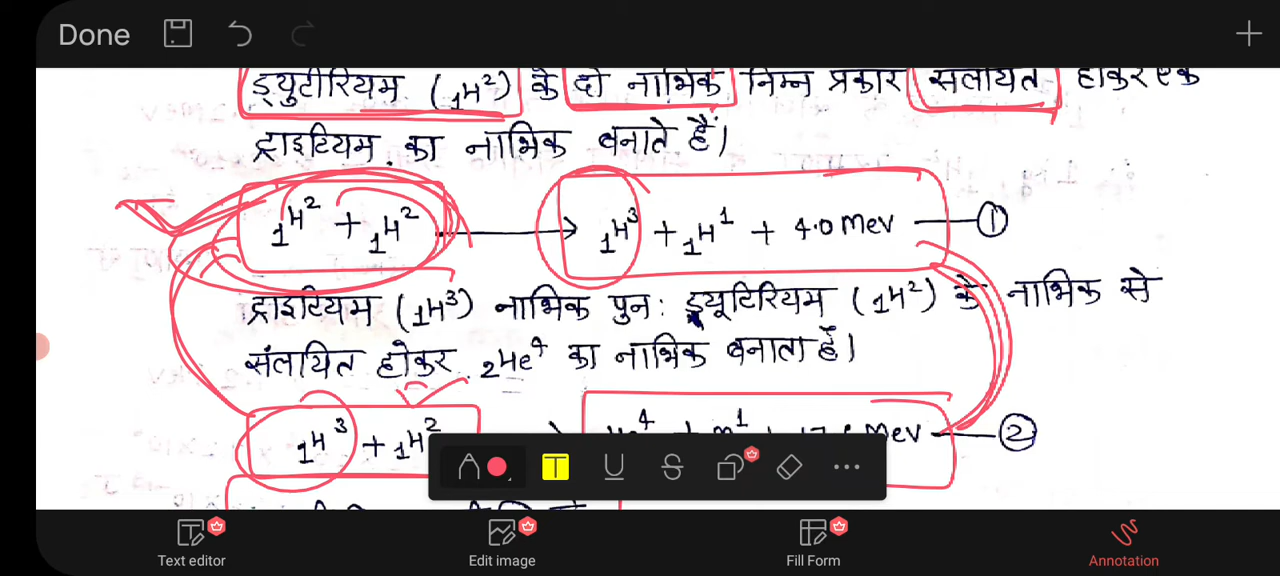 Done
ड्युटीरियम (₁H²) के दो नाभिक निम्न प्रकार संलयित होकर एक
ट्राइटियम का नाभिक बनाते हैं।
₁H² + ₁H² → ₁H³ + ₁H¹ + 4.0 Mev —①
ट्राइटियम (₁H³) नाभिक पुनः ड्यूटिरियम (₁H²) के नाभिक से
संलयित होकर ₂He⁴ का नाभिक बनाता है।
₁H³ + ₁H² Mev —②
Text editor
Edit image
Fill Form
Annotation